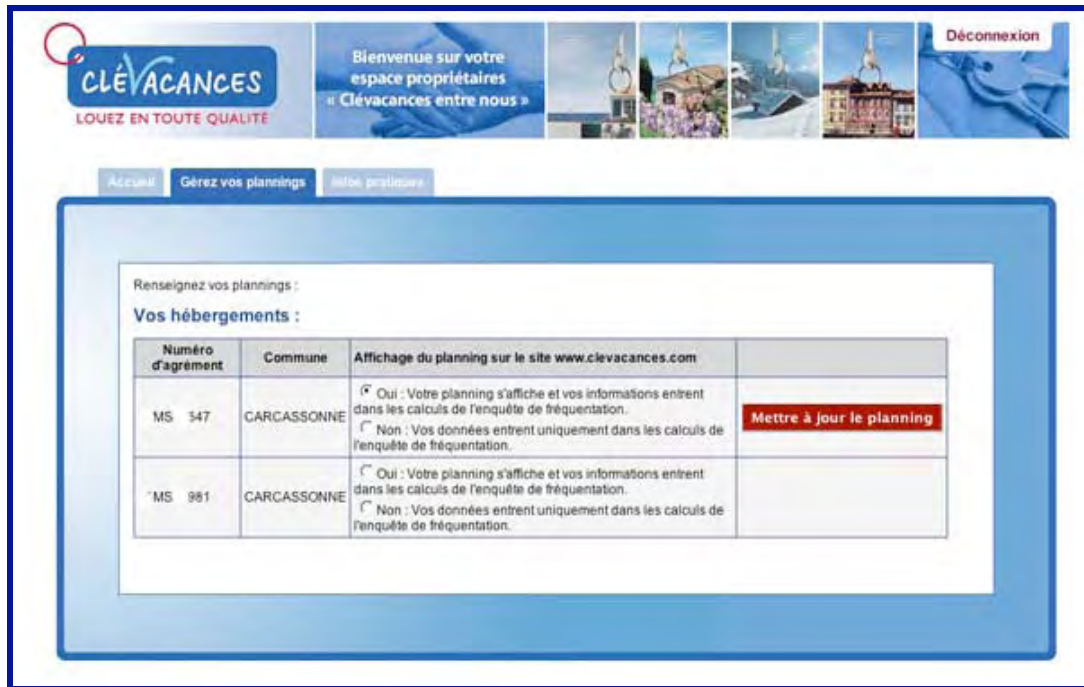 Déconnexion
CLÉVACANCES
LOUEZ EN TOUTE QUALITÉ
Bienvenue sur votre
espace propriétaires
« Clévacances entre nous »
Accueil
Gérez vos plannings
Infos pratiques
Renseignez vos plannings :
Vos hébergements :
Numéro
d'agrément
Commune
Affichage du planning sur le site www.clevacances.com
MS 547
CARCASSONNE
Oui : Votre planning s'affiche et vos informations entrent
dans les calculs de l'enquête de fréquentation.
Non : Vos données entrent uniquement dans les calculs de
l'enquête de fréquentation.
Mettre à jour le planning
MS 981
CARCASSONNE
Oui : Votre planning s'affiche et vos informations entrent
dans les calculs de l'enquête de fréquentation.
Non : Vos données entrent uniquement dans les calculs de
l'enquête de fréquentation.